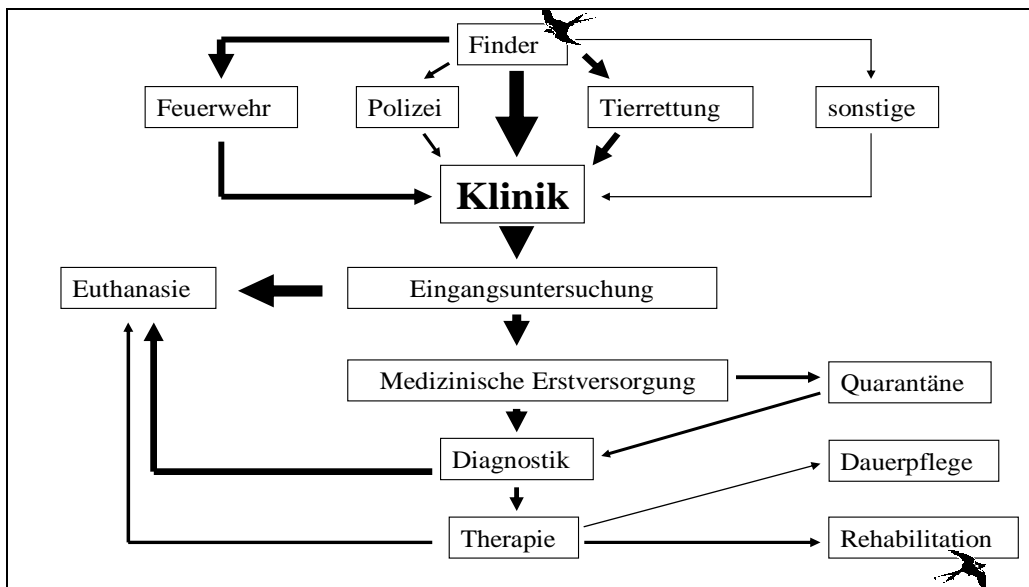 Finder
Feuerwehr
Polizei
Tierrettung
sonstige
Klinik
Euthanasie
Eingangsuntersuchung
Medizinische Erstversorgung
Quarantäne
Diagnostik
Dauerpflege
Therapie
Rehabilitation